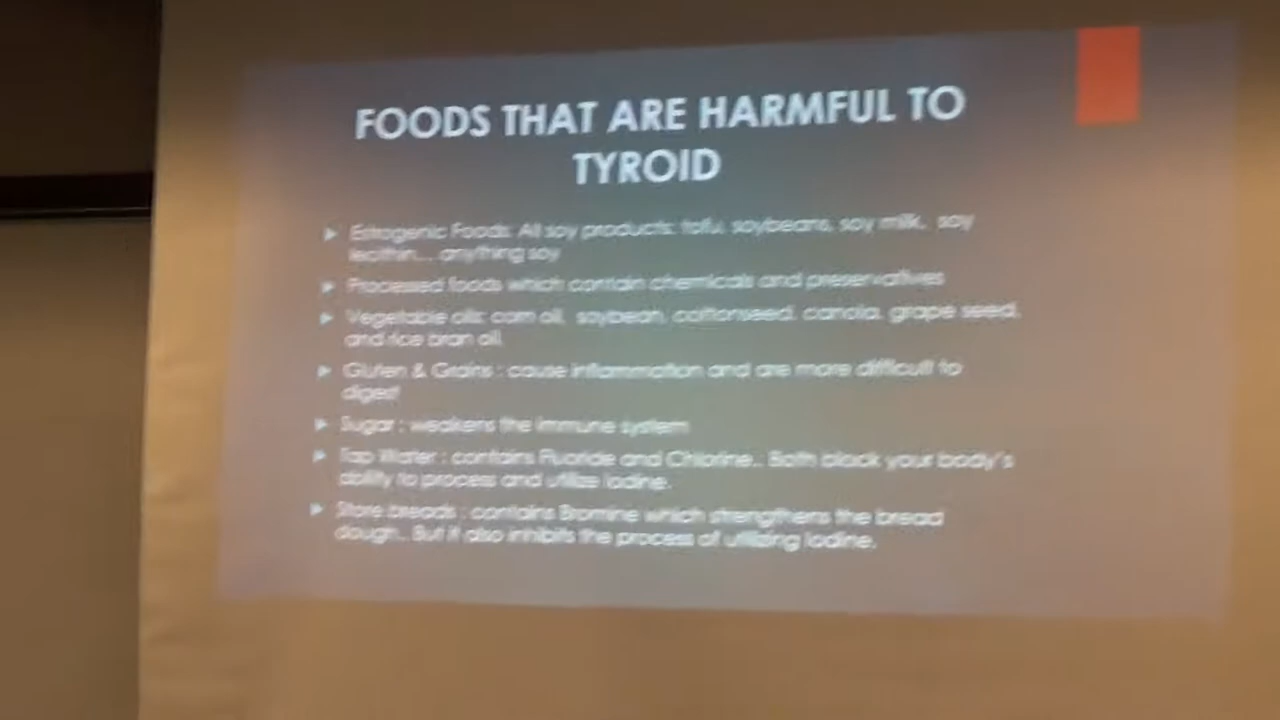 FOODS THAT ARE HARMFUL TO
TYROID
Estrogenic Foods: All soy products: tofu, soybeans, soy milk, soy
lecithin... anything soy
Processed foods which contain chemicals and preservatives
Vegetable oils: corn oil, soybean, cottonseed, canola, grape seed,
and rice bran oil
Gluten & Grains : cause inflammation and are more difficult to
digest
Sugar : weakens the immune system
Tap Water : contains Fluoride and Chlorine.. Both block your body's
ability to process and utilize Iodine.
Store breads : contains Bromine which strengthens the bread
dough.. But it also inhibits the process of utilizing Iodine.